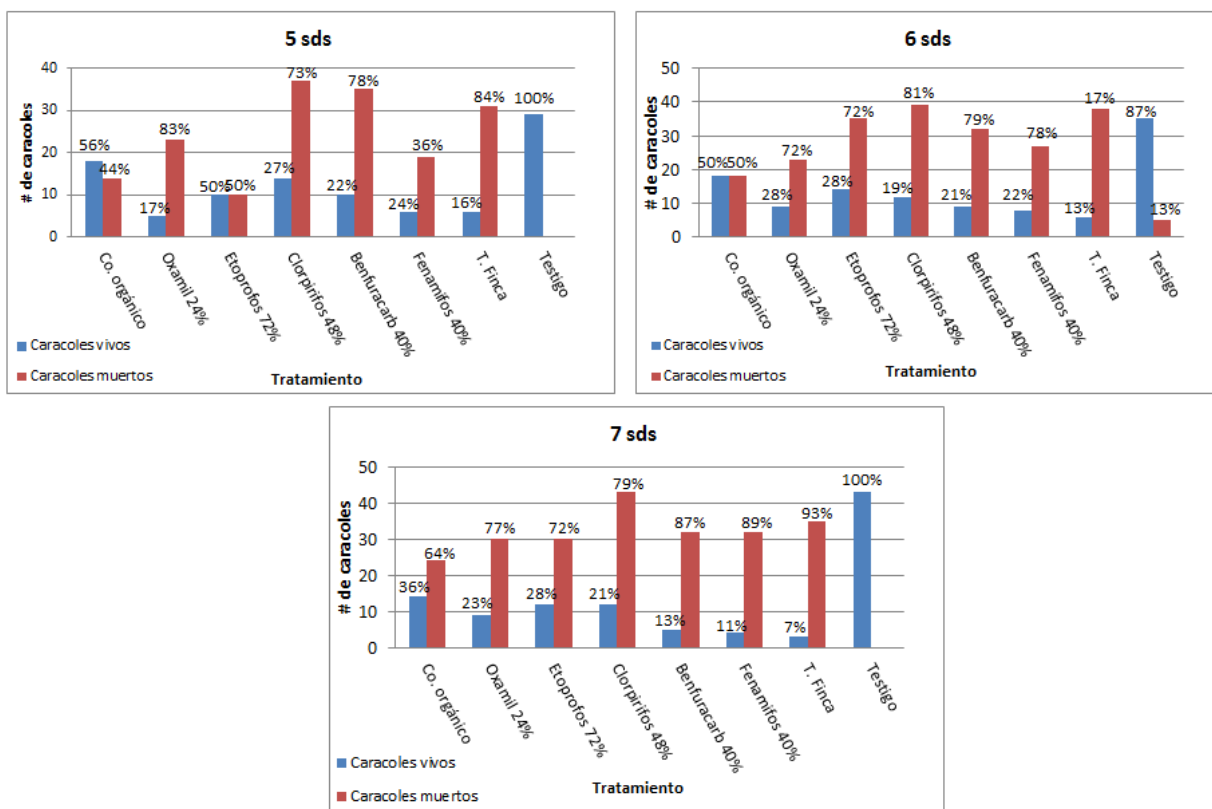 5 sds
# de caracoles
40
30
20
10
0
56%
44%
17%
83%
50%
50%
27%
73%
22%
78%
24%
36%
16%
84%
100%
Co. orgánico
Oxamil 24%
Etoprofos 72%
Clorpirifos 48%
Benfuracarb 40%
Fenamifos 40%
T. Finca
Testigo
Caracoles vivos
Caracoles muertos
Tratamiento
6 sds
# de caracoles
50
40
30
20
10
0
50%
50%
28%
72%
28%
72%
19%
81%
21%
79%
22%
78%
13%
17%
87%
13%
Co. orgánico
Oxamil 24%
Etoprofos 72%
Clorpirifos 48%
Benfuracarb 40%
Fenamifos 40%
T. Finca
Testigo
Caracoles vivos
Caracoles muertos
Tratamiento
7 sds
# de caracoles
50
40
30
20
10
0
36%
64%
23%
77%
28%
72%
21%
79%
13%
87%
11%
89%
7%
93%
100%
Co. orgánico
Oxamil 24%
Etoprofos 72%
Clorpirifos 48%
Benfuracarb 40%
Fenamifos 40%
T. Finca
Testigo
Caracoles vivos
Caracoles muertos
Tratamiento